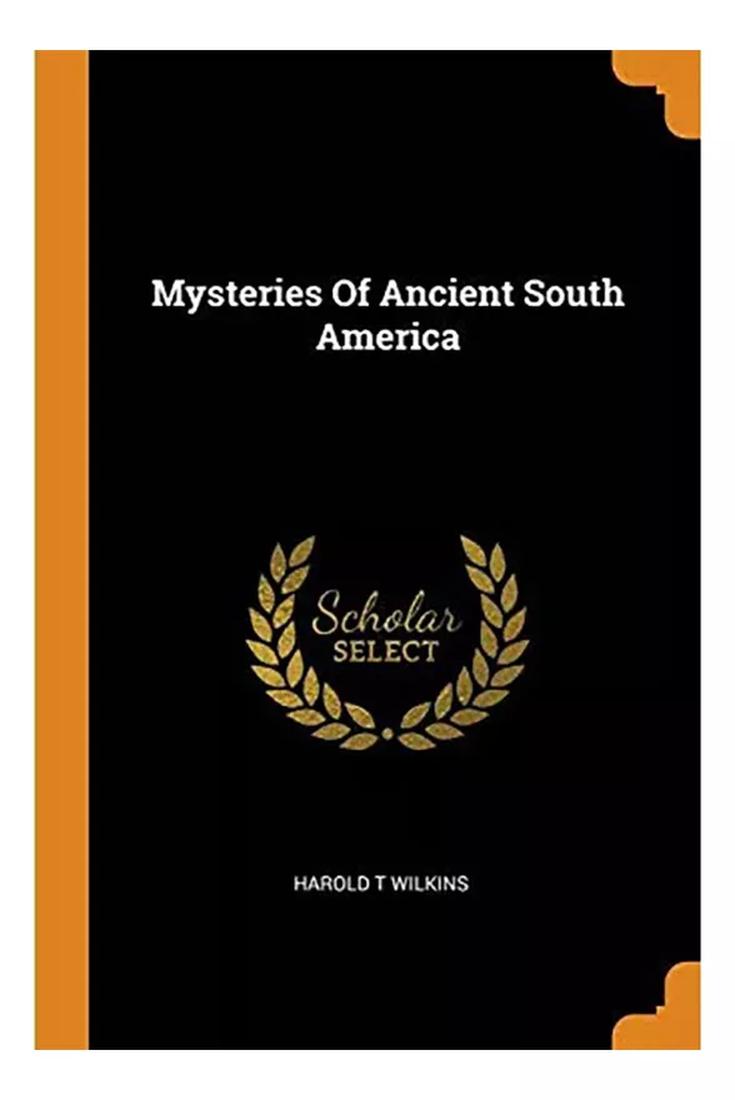 Mysteries Of Ancient South
America
Scholar
SELECT
HAROLD T WILKINS